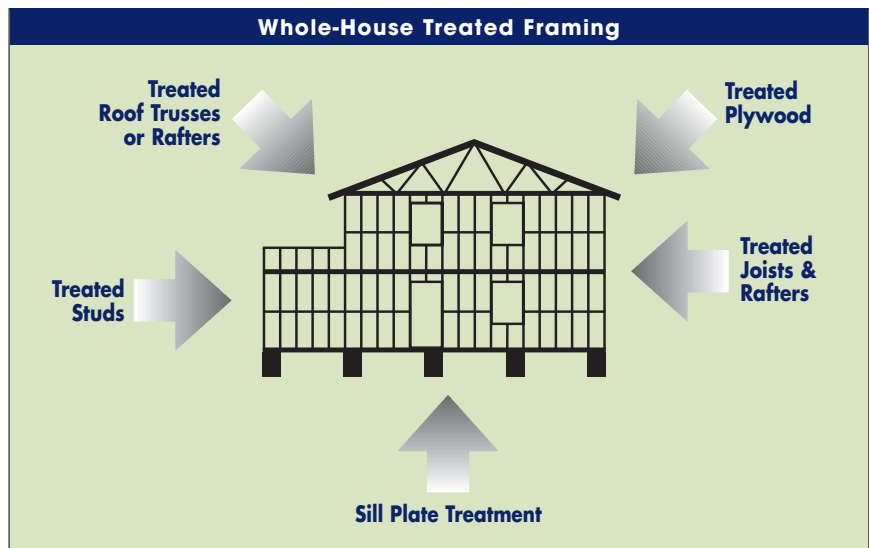 Whole-House Treated Framing
Treated
Roof Trusses
or Rafters
Treated
Plywood
Treated
Studs
Treated
Joists &
Rafters
Sill Plate Treatment